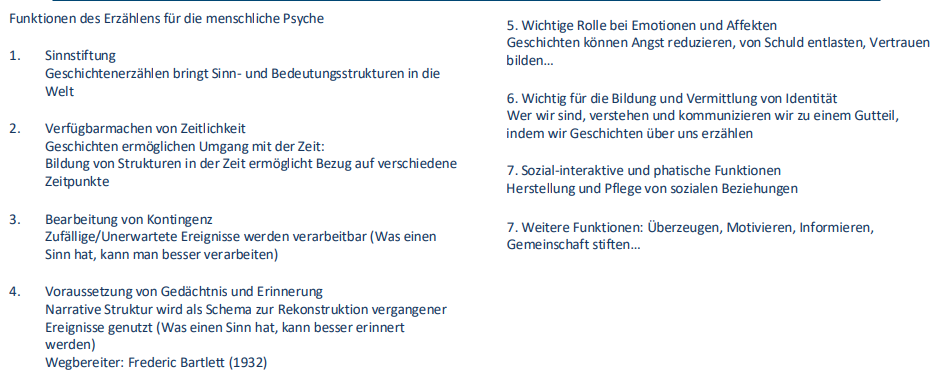 Funktionen des Erzählens für die menschliche Psyche
1. Sinnstiftung
Geschichtenerzählen bringt Sinn- und Bedeutungsstrukturen in die
Welt
2. Verfügbarmachen von Zeitlichkeit
Geschichten ermöglichen Umgang mit der Zeit:
Bildung von Strukturen in der Zeit ermöglicht Bezug auf verschiedene
Zeitpunkte
3. Bearbeitung von Kontingenz
Zufällige/Unerwartete Ereignisse werden verarbeitbar (Was einen
Sinn hat, kann man besser verarbeiten)
4. Voraussetzung von Gedächtnis und Erinnerung
Narrative Struktur wird als Schema zur Rekonstruktion vergangener
Ereignisse genutzt (Was einen Sinn hat, kann besser erinnert
werden)
Wegbereiter: Frederic Bartlett (1932)
5. Wichtige Rolle bei Emotionen und Affekten
Geschichten können Angst reduzieren, von Schuld entlasten, Vertrauen
bilden…
6. Wichtig für die Bildung und Vermittlung von Identität
Wer wir sind, verstehen und kommunizieren wir zu einem Gutteil,
indem wir Geschichten über uns erzählen
7. Sozial-interaktive und phatische Funktionen
Herstellung und Pflege von sozialen Beziehungen
7. Weitere Funktionen: Überzeugen, Motivieren, Informieren,
Gemeinschaft stiften…